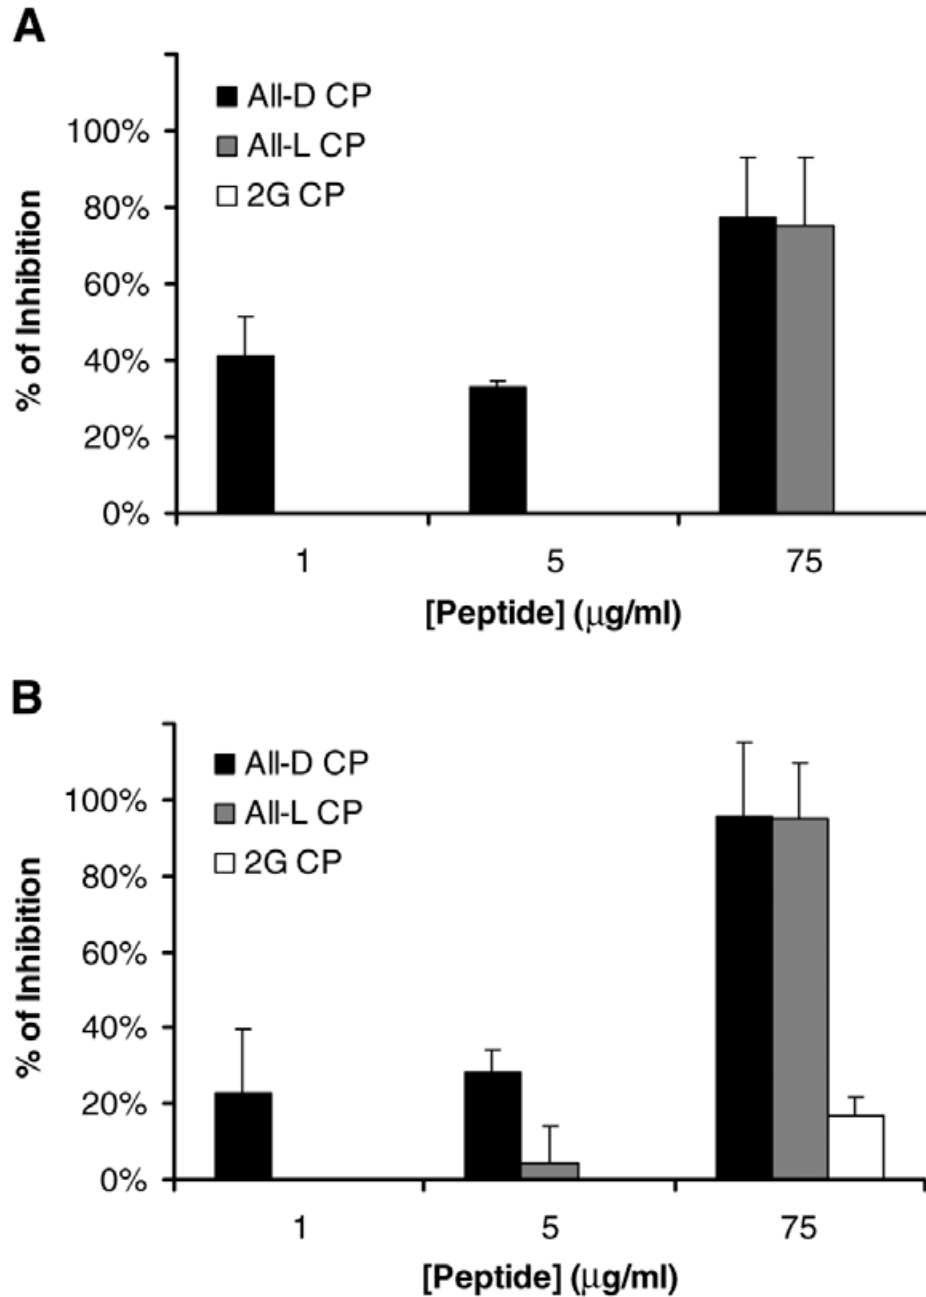 A
All-D CP
All-L CP
2G CP
100%
80%
60%
40%
20%
0%
% of Inhibition
1 5 75
[Peptide] (μg/ml)
B
All-D CP
All-L CP
2G CP
100%
80%
60%
40%
20%
0%
% of Inhibition
1 5 75
[Peptide] (μg/ml)